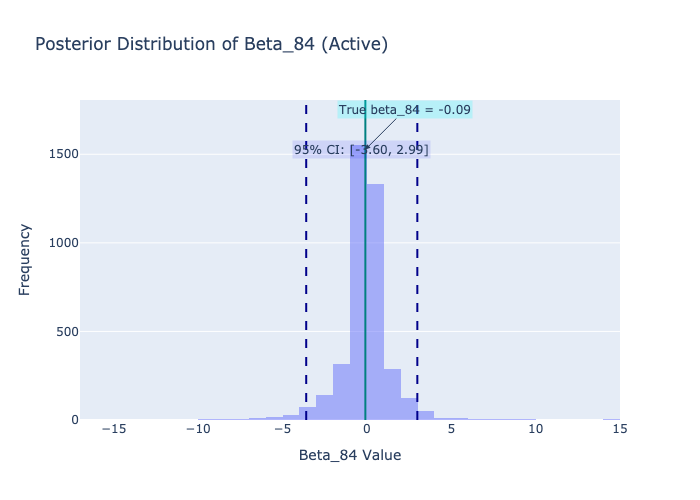 Posterior Distribution of Beta_84 (Active)
True beta_84 = -0.09
95% CI: [-3.60, 2.99]
1500
1000
500
0
Frequency
−15
−10
−5
0
5
10
15
Beta_84 Value